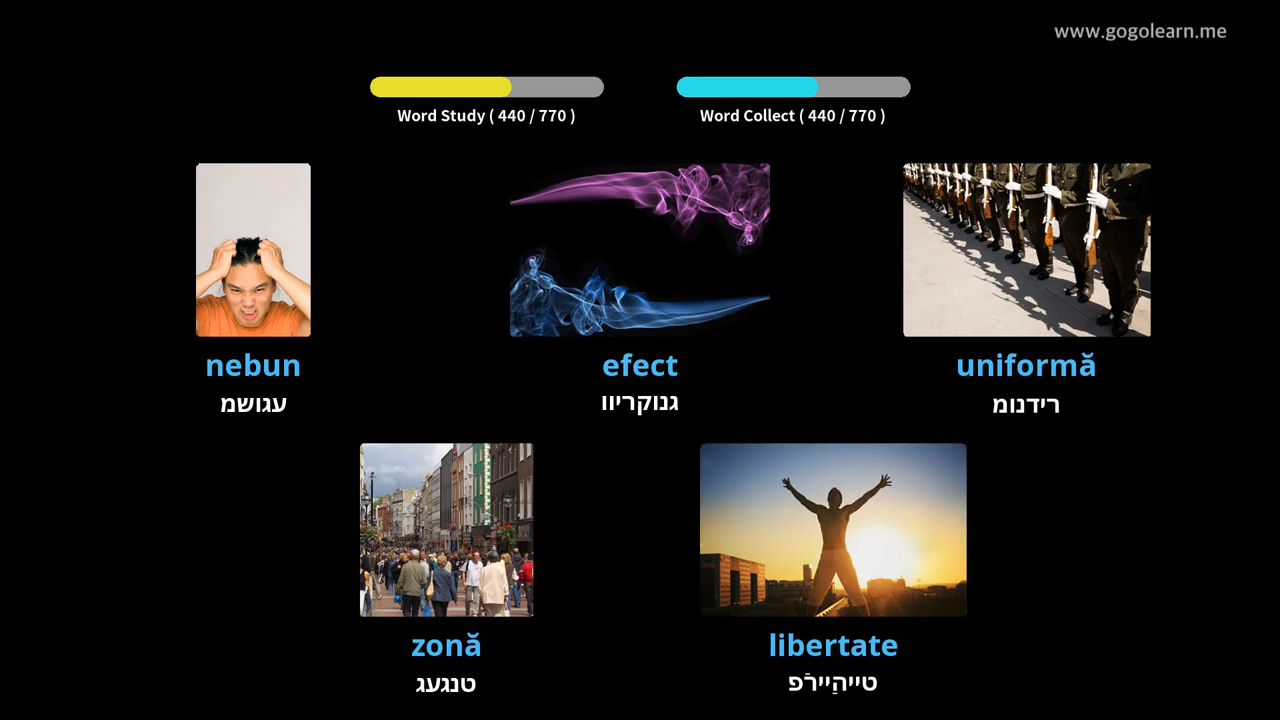 www.gogolearn.me
Word Study ( 440 / 770 )
Word Collect ( 440 / 770 )
nebun
עגושמ
efect
גנוקריוו
uniformă
רידנומ
zonă
טנגעג
libertate
טייהַיירֿפ